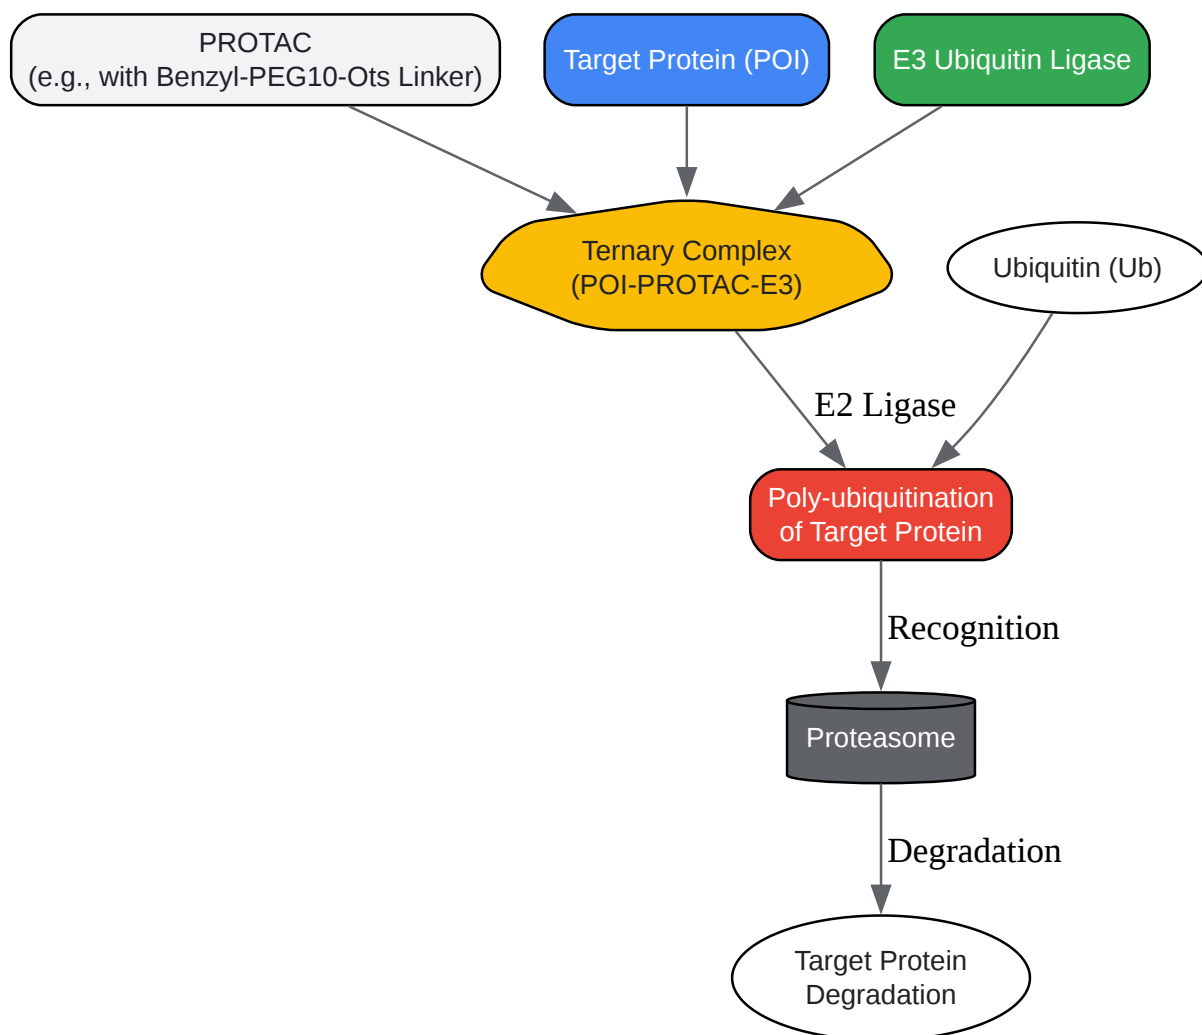 PROTAC
(e.g., with Benzyl-PEG10-Ots Linker)
Target Protein (POI)
E3 Ubiquitin Ligase
Ternary Complex
(POI-PROTAC-E3)
Ubiquitin (Ub)
E2 Ligase
Poly-ubiquitination
of Target Protein
Recognition
Proteasome
Degradation
Target Protein
Degradation